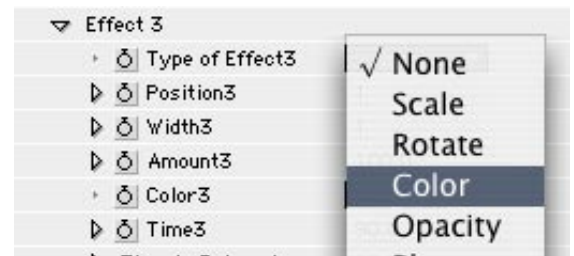 Effect 3
Type of Effect3
Position3
Width3
Amount3
Color3
Time3
√ None
Scale
Rotate
Color
Opacity